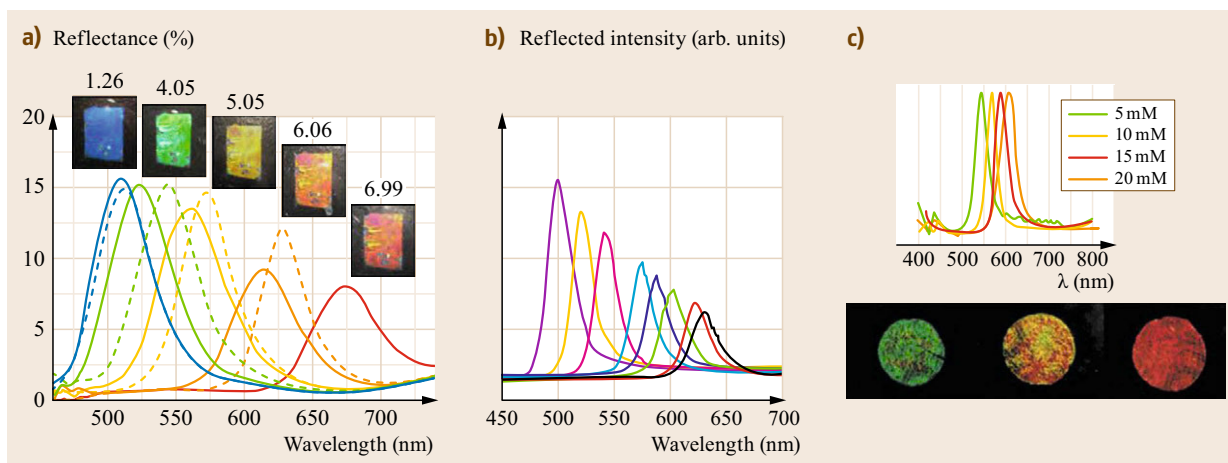 a) Reflectance (%)
1.26
4.05
5.05
6.06
6.99
20
15
10
5
0
500 550 600 650 700
Wavelength (nm)
b) Reflected intensity (arb. units)
450 500 550 600 650 700
Wavelength (nm)
c)
5 mM
10 mM
15 mM
20 mM
400 500 600 700 800
λ (nm)